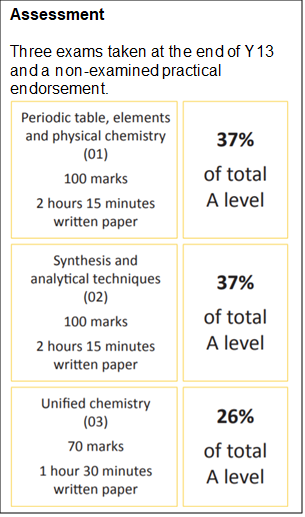 Assessment
Three exams taken at the end of Y13
and a non-examined practical
endorsement.
Periodic table, elements
and physical chemistry
(01)
100 marks
2 hours 15 minutes
written paper
37%
of total
A level
Synthesis and
analytical techniques
(02)
100 marks
2 hours 15 minutes
written paper
37%
of total
A level
Unified chemistry
(03)
70 marks
1 hour 30 minutes
written paper
26%
of total
A level